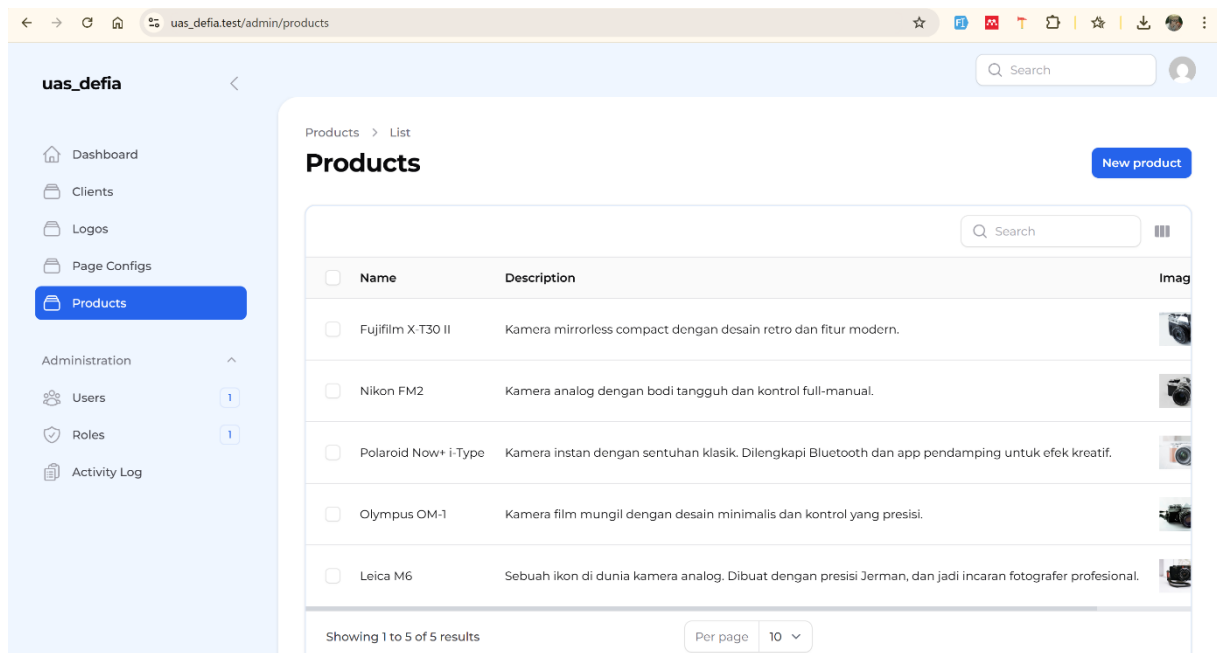 uas_defia.test/admin/products
uas_defia
Search
Dashboard
Clients
Logos
Page Configs
Products
Administration
Users 1
Roles 1
Activity Log
Products > List
Products
New product
Search
Name Description Imag
Fujifilm X-T30 II Kamera mirrorless compact dengan desain retro dan fitur modern.
Nikon FM2 Kamera analog dengan bodi tangguh dan kontrol full-manual.
Polaroid Now+ i-Type Kamera instan dengan sentuhan klasik. Dilengkapi Bluetooth dan app pendamping untuk efek kreatif.
Olympus OM-1 Kamera film mungil dengan desain minimalis dan kontrol yang presisi.
Leica M6 Sebuah ikon di dunia kamera analog. Dibuat dengan presisi Jerman, dan jadi incaran fotografer profesional.
Showing 1 to 5 of 5 results
Per page 10